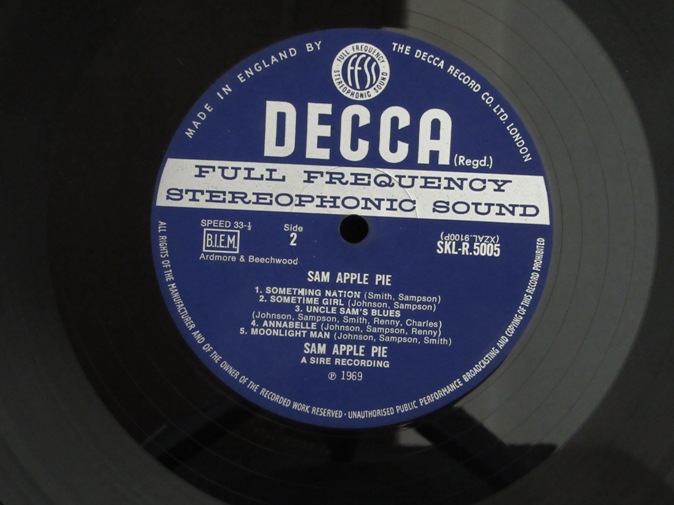 MADE IN ENGLAND BY
THE DECCA RECORD CO. LTD. LONDON
FULL FREQUENCY
FFSS
STEREOPHONIC SOUND
DECCA
(Regd.)
FULL FREQUENCY
STEREOPHONIC SOUND
SPEED 33-⅓
B.I.E.M.
Ardmore & Beechwood
Side
2
(XZAL.9100P)
SKL-R.5005
SAM APPLE PIE
1. SOMETHING NATION (Smith, Sampson)
2. SOMETIME GIRL (Johnson, Sampson)
3. UNCLE SAM'S BLUES
(Johnson, Sampson, Smith, Renny, Charles)
4. ANNABELLE (Johnson, Sampson, Renny)
5. MOONLIGHT MAN (Johnson, Sampson, Smith)
SAM APPLE PIE
A SIRE RECORDING
℗ 1969
ALL RIGHTS OF THE MANUFACTURER AND OF THE OWNER OF THE RECORDED WORK RESERVED · UNAUTHORISED PUBLIC PERFORMANCE BROADCASTING AND COPYING OF THIS RECORD PROHIBITED